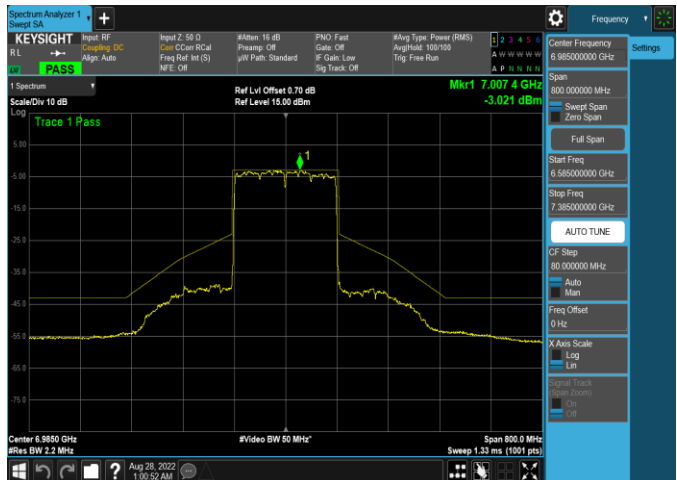 Spectrum Analyzer 1
Swept SA
Frequency
KEYSIGHT
Input: RF
Coupling: DC
Align: Auto
Input Z: 50 Ω
Corr CCorr RCal
Freq Ref: Int (S)
NFE: Off
#Atten: 16 dB
Preamp: Off
µW Path: Standard
PNO: Fast
Gate: Off
IF Gain: Low
Sig Track: Off
#Avg Type: Power (RMS)
Avg|Hold: 100/100
Trig: Free Run
1 2 3 4 5 6
A W W W W W
A P N N N N
R L
PASS
1 Spectrum
Scale/Div 10 dB
Log
Ref Lvl Offset 0.70 dB
Ref Level 15.00 dBm
Mkr1 7.007 4 GHz
-3.021 dBm
Trace 1 Pass
1
5.00
-5.00
-15.0
-25.0
-35.0
-45.0
-55.0
-65.0
-75.0
Center 6.9850 GHz
#Res BW 2.2 MHz
#Video BW 50 MHz*
Span 800.0 MHz
Sweep 1.33 ms (1001 pts)
Center Frequency
6.985000000 GHz
Settings
Span
800.000000 MHz
Swept Span
Zero Span
Full Span
Start Freq
6.585000000 GHz
Stop Freq
7.385000000 GHz
AUTO TUNE
CF Step
80.000000 MHz
Auto
Man
Freq Offset
0 Hz
X Axis Scale
Log
Lin
Signal Track
(Span Zoom)
On
Off
?
Aug 28, 2022
1:00:52 AM